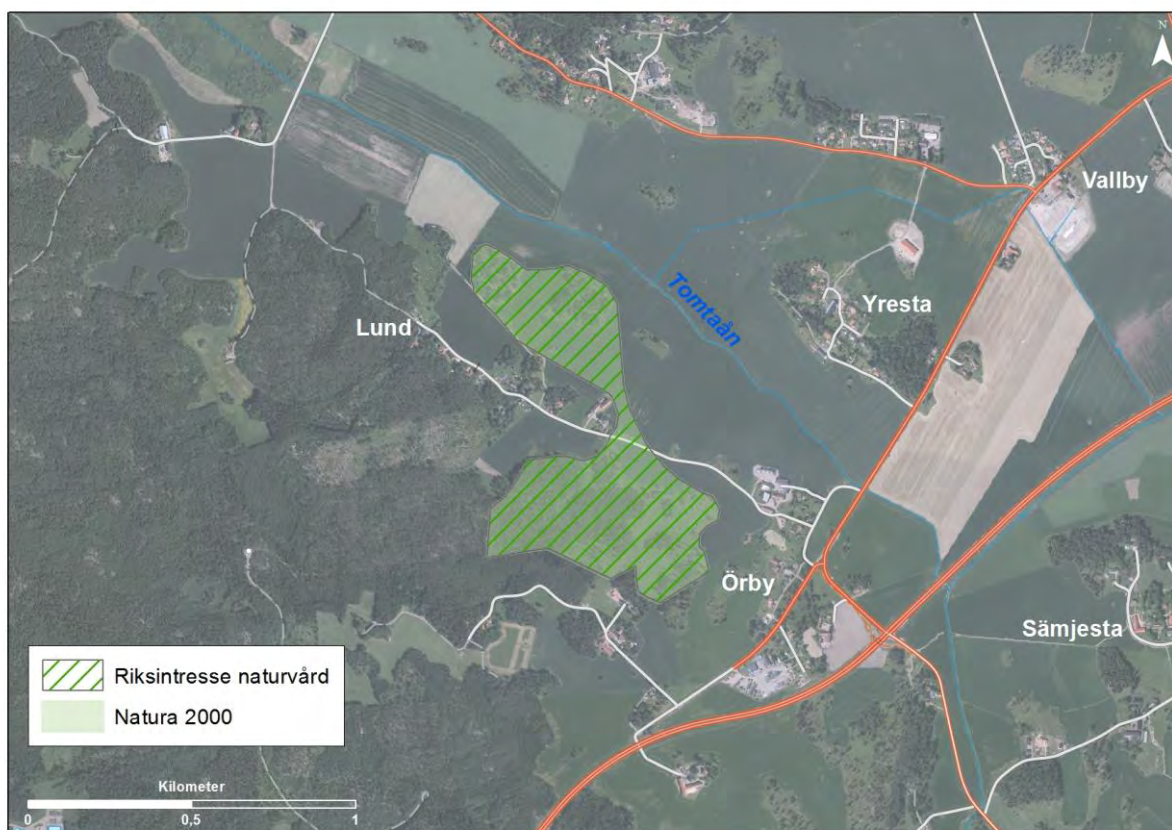 N
Vallby
Yresta
Tomtaån
Lund
Örby
Sämjesta
Riksintresse naturvård
Natura 2000
Kilometer
0 0,5 1